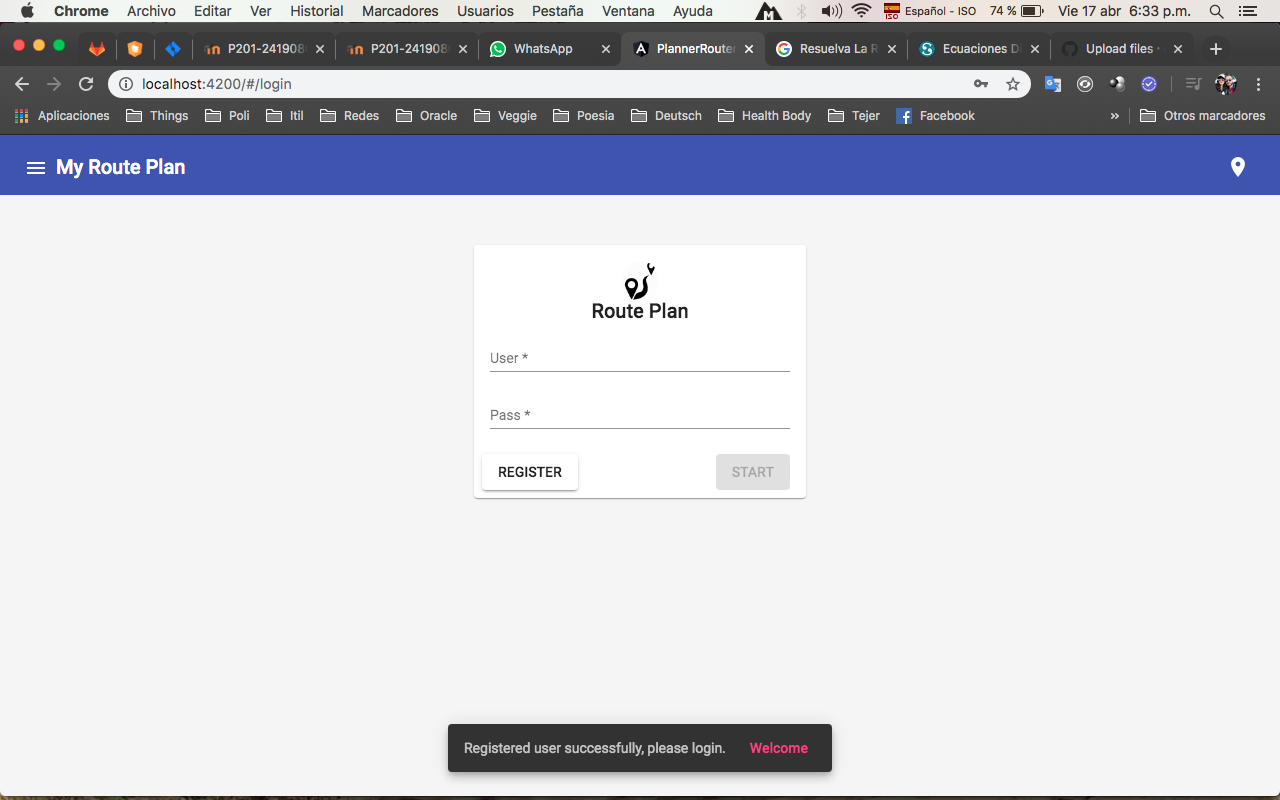 Chrome Archivo Editar Ver Historial Marcadores Usuarios Pestaña Ventana Ayuda ISO Español - ISO 74 % Vie 17 abr 6:33 p.m.
P201-241908 P201-241908 WhatsApp PlannerRouter Resuelva La R Ecuaciones D Upload files ·
localhost:4200/#/login
Aplicaciones Things Poli Itil Redes Oracle Veggie Poesia Deutsch Health Body Tejer Facebook » Otros marcadores
My Route Plan
Route Plan
User *
Pass *
REGISTER START
Registered user successfully, please login. Welcome